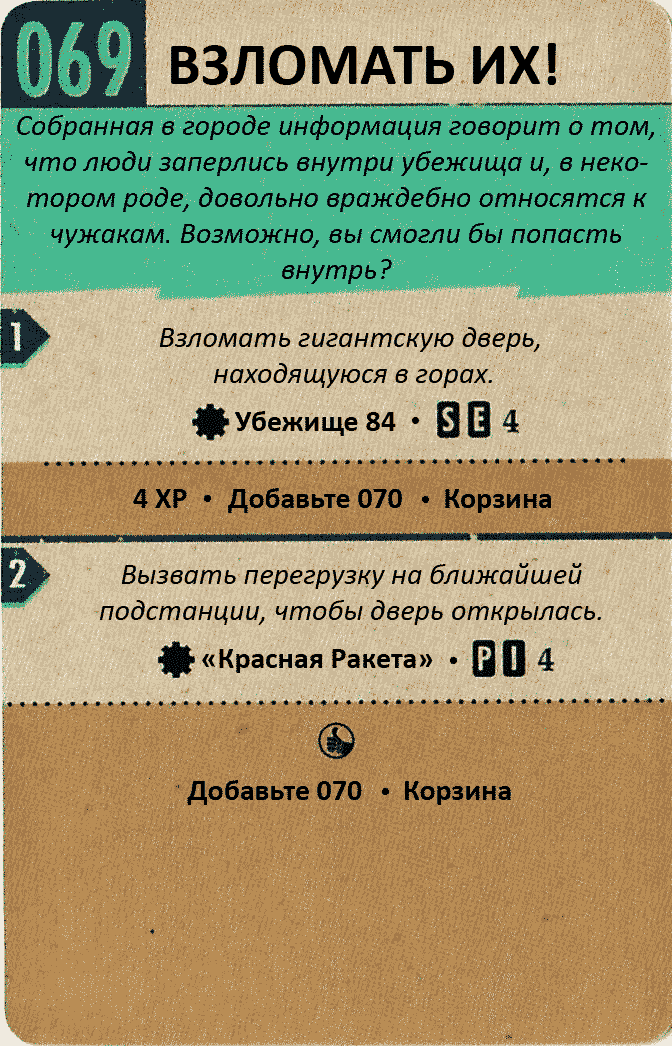 069 ВЗЛОМАТЬ ИХ!
Собранная в городе информация говорит о том,
что люди заперлись внутри убежища и, в неко-
тором роде, довольно враждебно относятся к
чужакам. Возможно, вы смогли бы попасть
внутрь?
1
Взломать гигантскую дверь,
находящуюся в горах.
Убежище 84 • S E 4
4 XP • Добавьте 070 • Корзина
2
Вызвать перегрузку на ближайшей
подстанции, чтобы дверь открылась.
«Красная Ракета» • P I 4
Добавьте 070 • Корзина